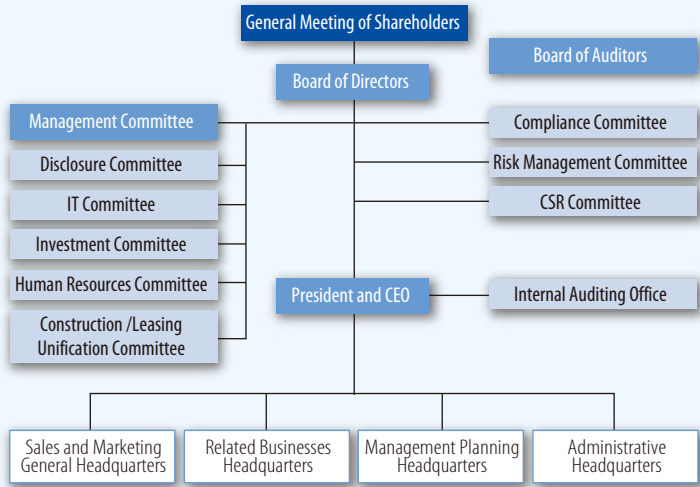 General Meeting of Shareholders
Board of Directors
Board of Auditors
Management Committee
Disclosure Committee
IT Committee
Investment Committee
Human Resources Committee
Construction /Leasing
Unification Committee
Compliance Committee
Risk Management Committee
CSR Committee
President and CEO
Internal Auditing Office
Sales and Marketing
General Headquarters
Related Businesses
Headquarters
Management Planning
Headquarters
Administrative
Headquarters